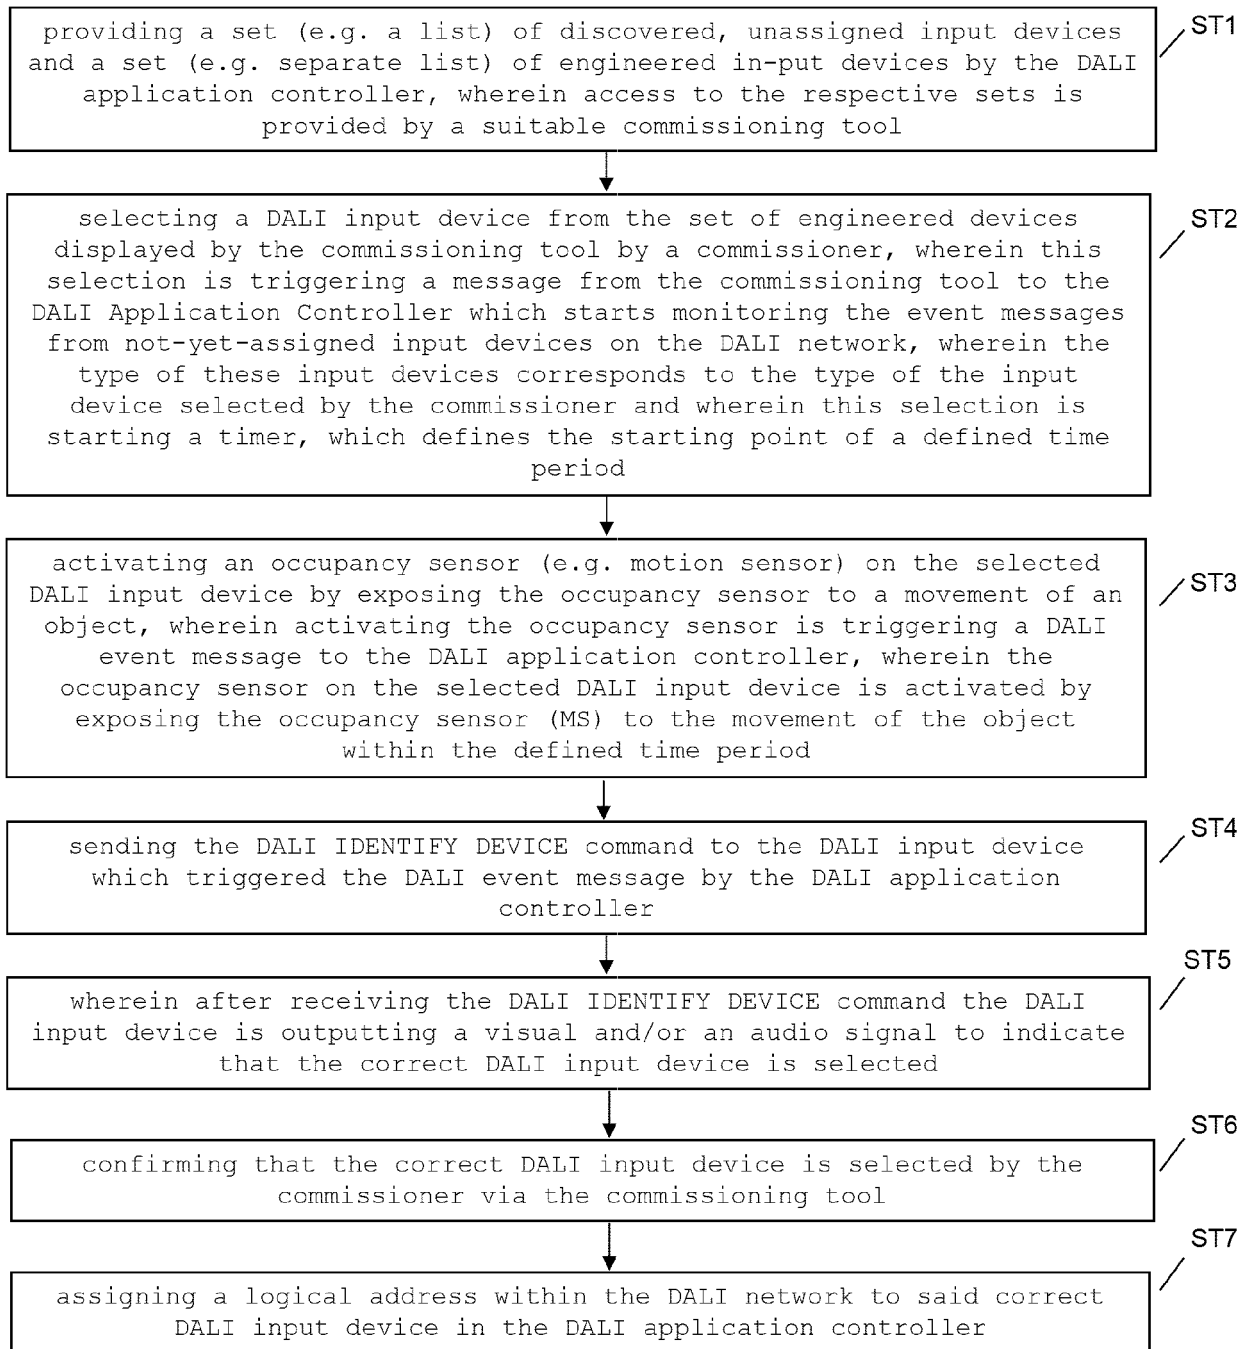 providing a set (e.g. a list) of discovered, unassigned input devices
and a set (e.g. separate list) of engineered in-put devices by the DALI
application controller, wherein access to the respective sets is
provided by a suitable commissioning tool
ST1
selecting a DALI input device from the set of engineered devices
displayed by the commissioning tool by a commissioner, wherein this
selection is triggering a message from the commissioning tool to the
DALI Application Controller which starts monitoring the event messages
from not-yet-assigned input devices on the DALI network, wherein the
type of these input devices corresponds to the type of the input
device selected by the commissioner and wherein this selection is
starting a timer, which defines the starting point of a defined time
period
ST2
activating an occupancy sensor (e.g. motion sensor) on the selected
DALI input device by exposing the occupancy sensor to a movement of an
object, wherein activating the occupancy sensor is triggering a DALI
event message to the DALI application controller, wherein the
occupancy sensor on the selected DALI input device is activated by
exposing the occupancy sensor (MS) to the movement of the object
within the defined time period
ST3
sending the DALI IDENTIFY DEVICE command to the DALI input device
which triggered the DALI event message by the DALI application
controller
ST4
wherein after receiving the DALI IDENTIFY DEVICE command the DALI
input device is outputting a visual and/or an audio signal to indicate
that the correct DALI input device is selected
ST5
confirming that the correct DALI input device is selected by the
commissioner via the commissioning tool
ST6
assigning a logical address within the DALI network to said correct
DALI input device in the DALI application controller
ST7